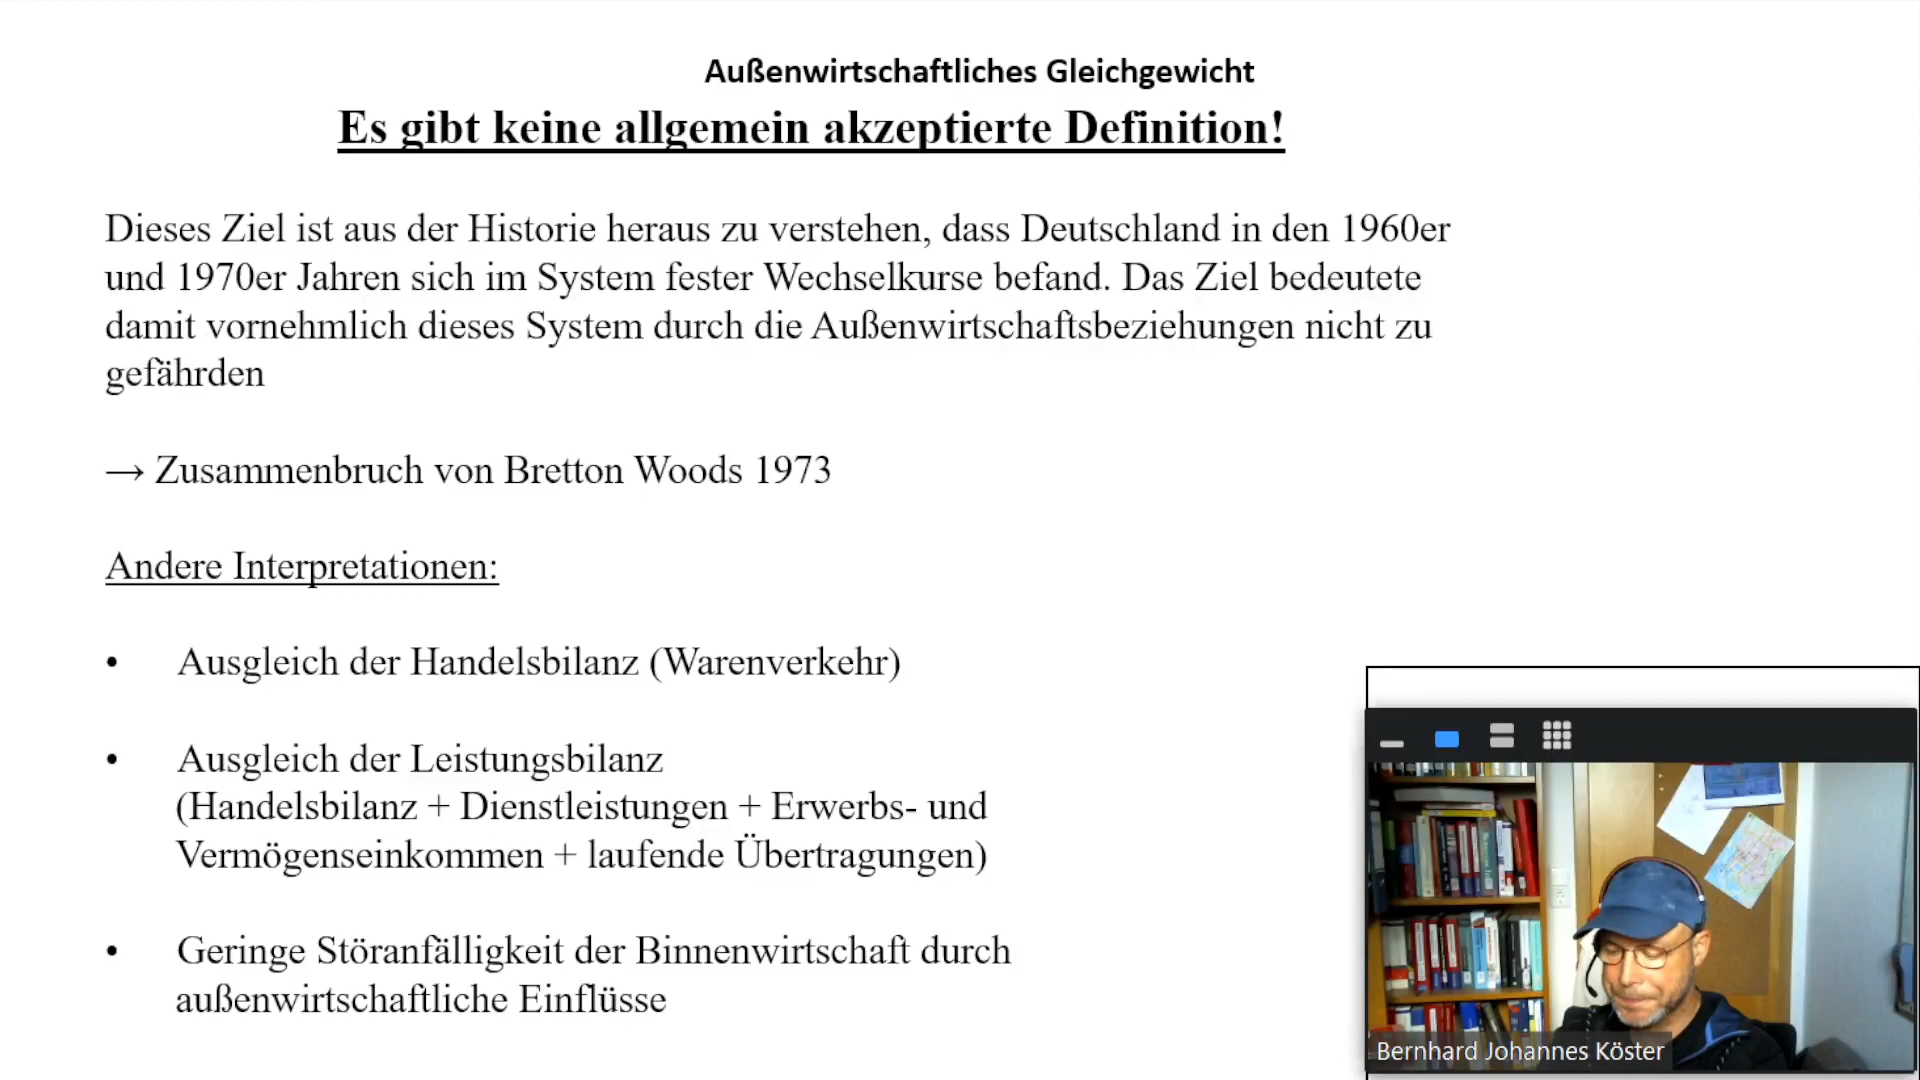 Außenwirtschaftliches Gleichgewicht
Es gibt keine allgemein akzeptierte Definition!
Dieses Ziel ist aus der Historie heraus zu verstehen, dass Deutschland in den 1960er
und 1970er Jahren sich im System fester Wechselkurse befand. Das Ziel bedeutete
damit vornehmlich dieses System durch die Außenwirtschaftsbeziehungen nicht zu
gefährden
→ Zusammenbruch von Bretton Woods 1973
Andere Interpretationen:
• Ausgleich der Handelsbilanz (Warenverkehr)
• Ausgleich der Leistungsbilanz
(Handelsbilanz + Dienstleistungen + Erwerbs- und
Vermögenseinkommen + laufende Übertragungen)
• Geringe Störanfälligkeit der Binnenwirtschaft durch
außenwirtschaftliche Einflüsse
Bernhard Johannes Köster